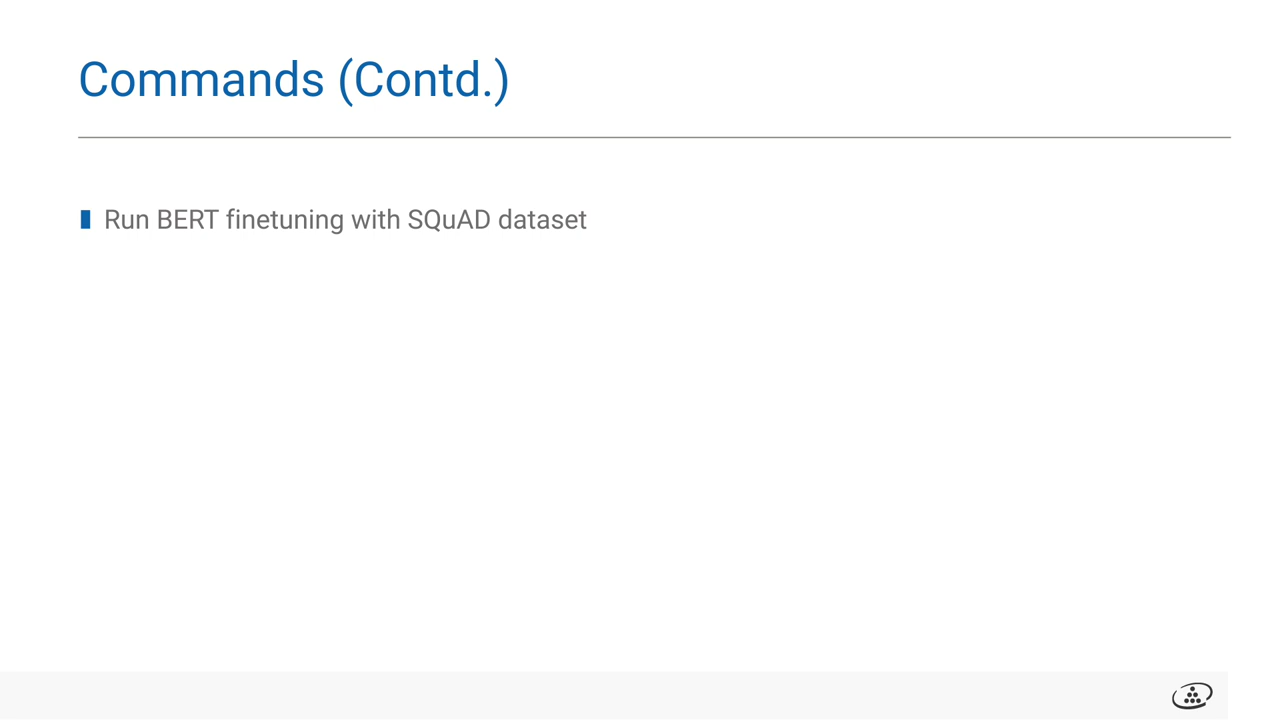 Commands (Contd.)
Run BERT finetuning with SQuAD dataset